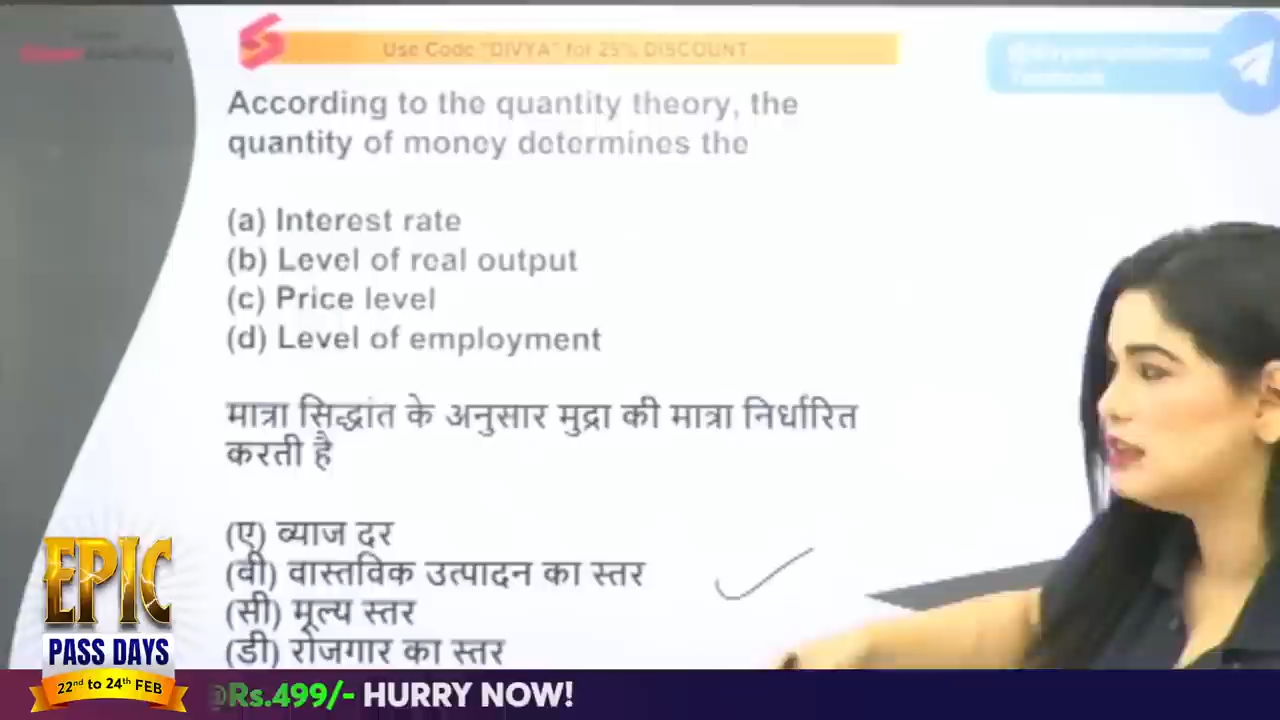 Use Code "DIVYA" for 25% DISCOUNT
According to the quantity theory, the
quantity of money determines the
(a) Interest rate
(b) Level of real output
(c) Price level
(d) Level of employment
मात्रा सिद्धांत के अनुसार मुद्रा की मात्रा निर्धारित
करती है
(ए) व्याज दर
(वी) वास्तविक उत्पादन का स्तर
(सी) मूल्य स्तर
(डी) रोजगार का स्तर
EPIC
PASS DAYS
22nd to 24th FEB
@Rs.499/- HURRY NOW!